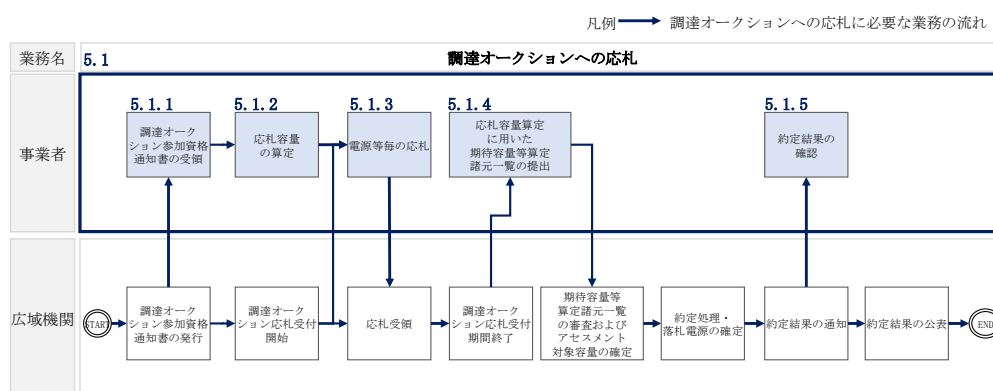 凡例 調達オークションへの応札に必要な業務の流れ
業務名
5.1
調達オークションへの応札
事業者
5.1.1
調達オーク
ション参加資格
通知書の受領
5.1.2
応札容量
の算定
5.1.3
電源等毎の応札
5.1.4
応札容量算定
に用いた
期待容量等算定
諸元一覧の提出
5.1.5
約定結果の
確認
広域機関
START
調達オーク
ション参加資格
通知書の発行
調達オーク
ション応札受付
開始
応札受領
調達オーク
ション応札受付
期間終了
期待容量等
算定諸元一覧
の審査および
アセスメント
対象容量の確定
約定処理・
落札電源の確定
約定結果の通知
約定結果の公表
END